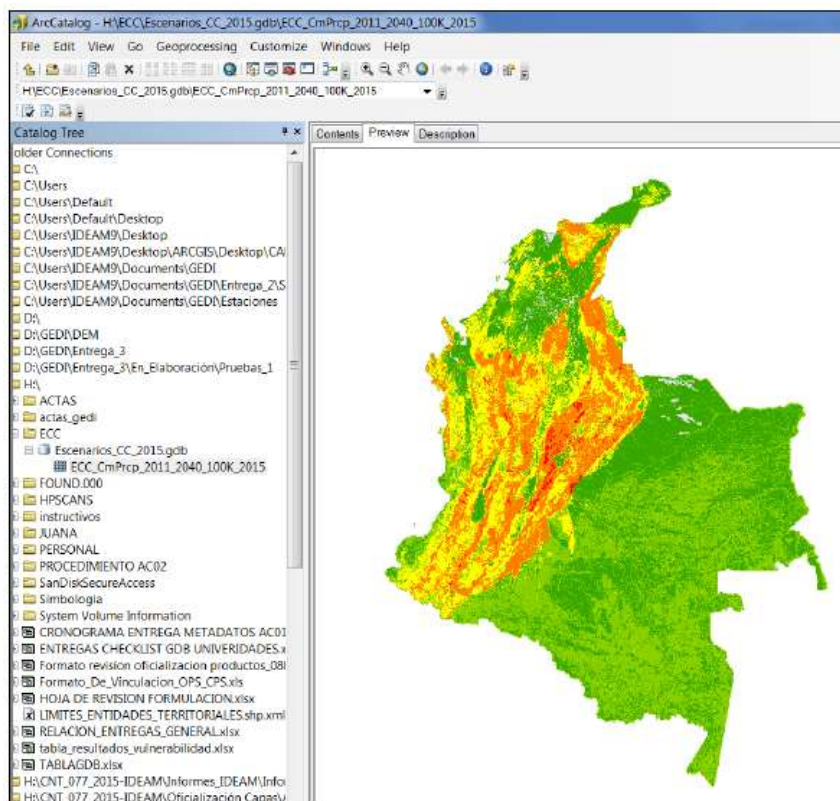 ArcCatalog - H:\ECC\Escenarios_CC_2015.gdb\ECC_CmPrcp_2011_2040_100K_2015
File Edit View Go Geoprocessing Customize Windows Help
H:\ECC\Escenarios_CC_2015.gdb\ECC_CmPrcp_2011_2040_100K_2015
Catalog Tree
Contents Preview Description
older Connections
C:\
C:\Users
C:\Users\Default
C:\Users\Default\Desktop
C:\Users\IDEAM9\Desktop
C:\Users\IDEAM9\Desktop\ARCGIS\Desktop\CA
C:\Users\IDEAM9\Documents\GEDI
C:\Users\IDEAM9\Documents\GEDI\Entrega_2\S
C:\Users\IDEAM9\Documents\GEDI\Estaciones
D:\
D:\GEDI\DEM
D:\GEDI\Entrega_3
D:\GEDI\Entrega_3\En_Elaboración\Pruebas_1
H:\
ACTAS
actas_gedi
ECC
Escenarios_CC_2015.gdb
ECC_CmPrcp_2011_2040_100K_2015
FOUND.000
HPSCANS
instructivos
JUANA
PERSONAL
PROCEDIMIENTO AC02
SanDiskSecureAccess
Simbologia
System Volume Information
CRONOGRAMA ENTREGA METADATOS AC01
ENTREGAS CHECKLIST GDB UNIVERIDADES.x
Formato revision oficializacion productos_08
Formato_De_Vinculacion_OPS_CPS.xls
HOJA DE REVISION FORMULACION.xlsx
LIMITES_ENTIDADES_TERRITORIALES.shp.xml
RELACION_ENTREGAS_GENERAL.xlsx
tabla_resultados_vulnerabilidad.xlsx
TABLAGDB.xlsx
H:\CNT_077_2015-IDEAM\Informes_IDEAM\Infor
H:\CNT_077_2015-IDEAM\Oficialización Capas\